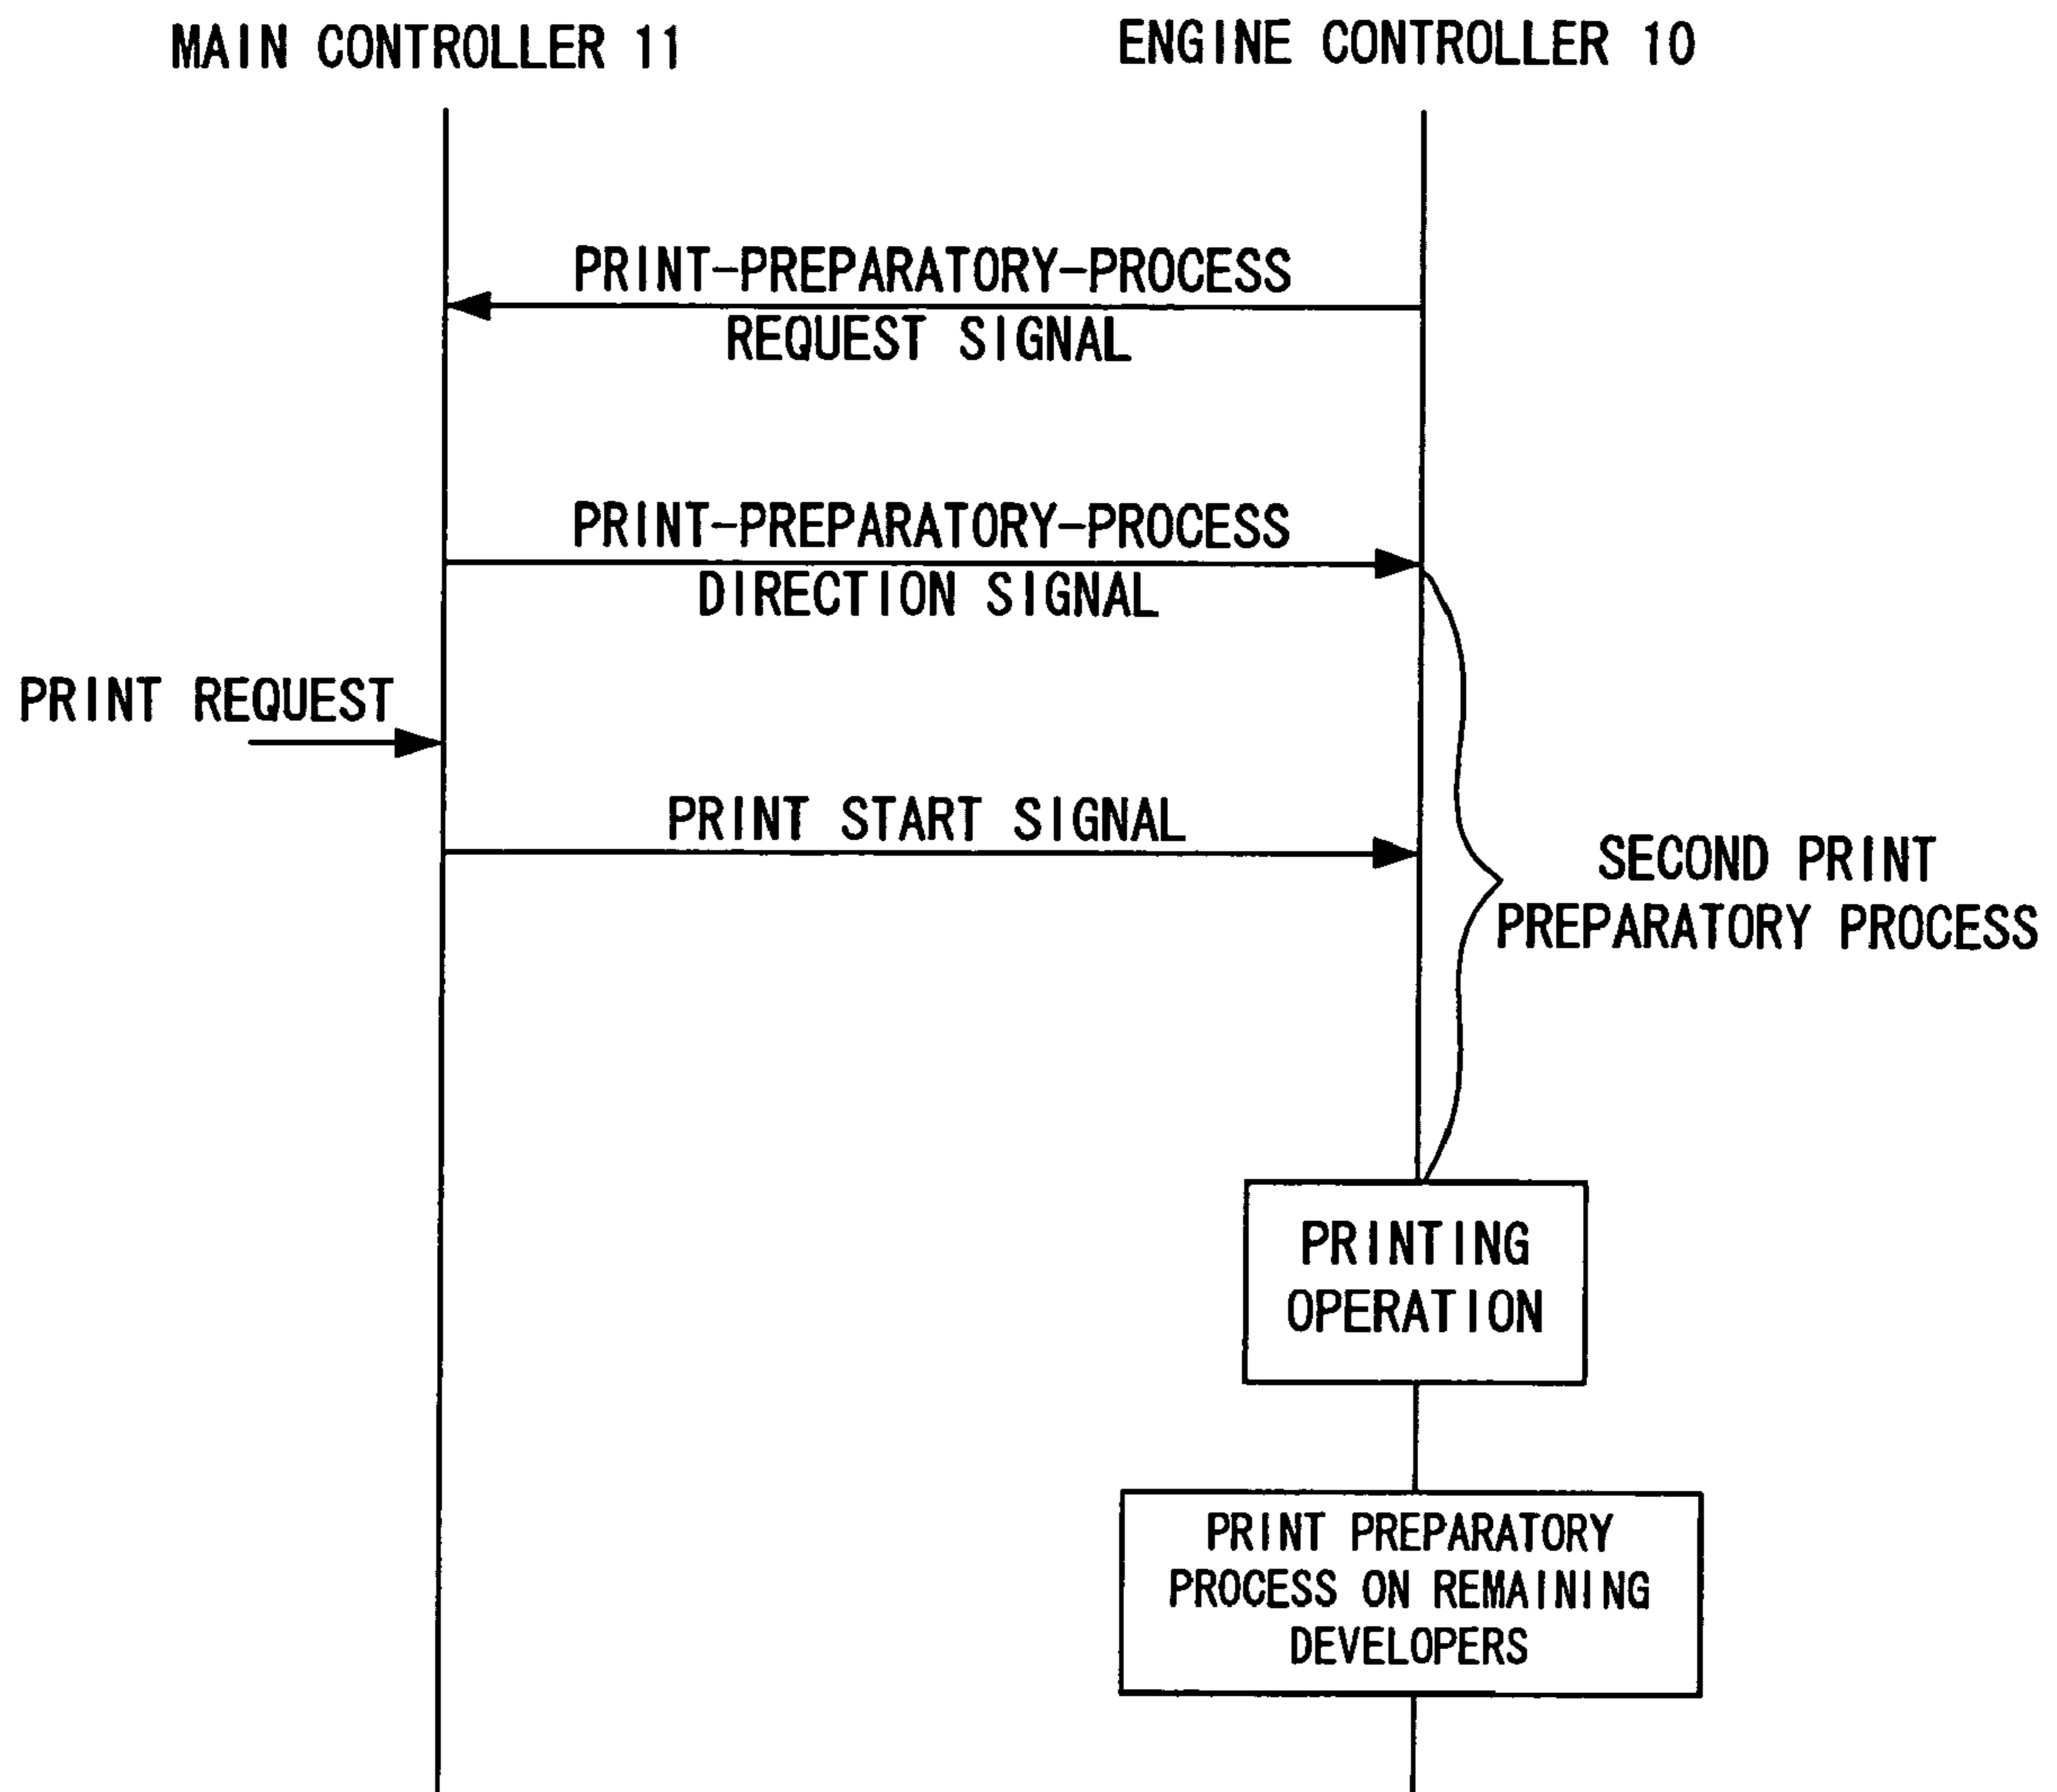 MAIN CONTROLLER 11
ENGINE CONTROLLER 10
PRINT-PREPARATORY-PROCESS
REQUEST SIGNAL
PRINT-PREPARATORY-PROCESS
DIRECTION SIGNAL
PRINT REQUEST
PRINT START SIGNAL
SECOND PRINT
PREPARATORY PROCESS
PRINTING
OPERATION
PRINT PREPARATORY
PROCESS ON REMAINING
DEVELOPERS